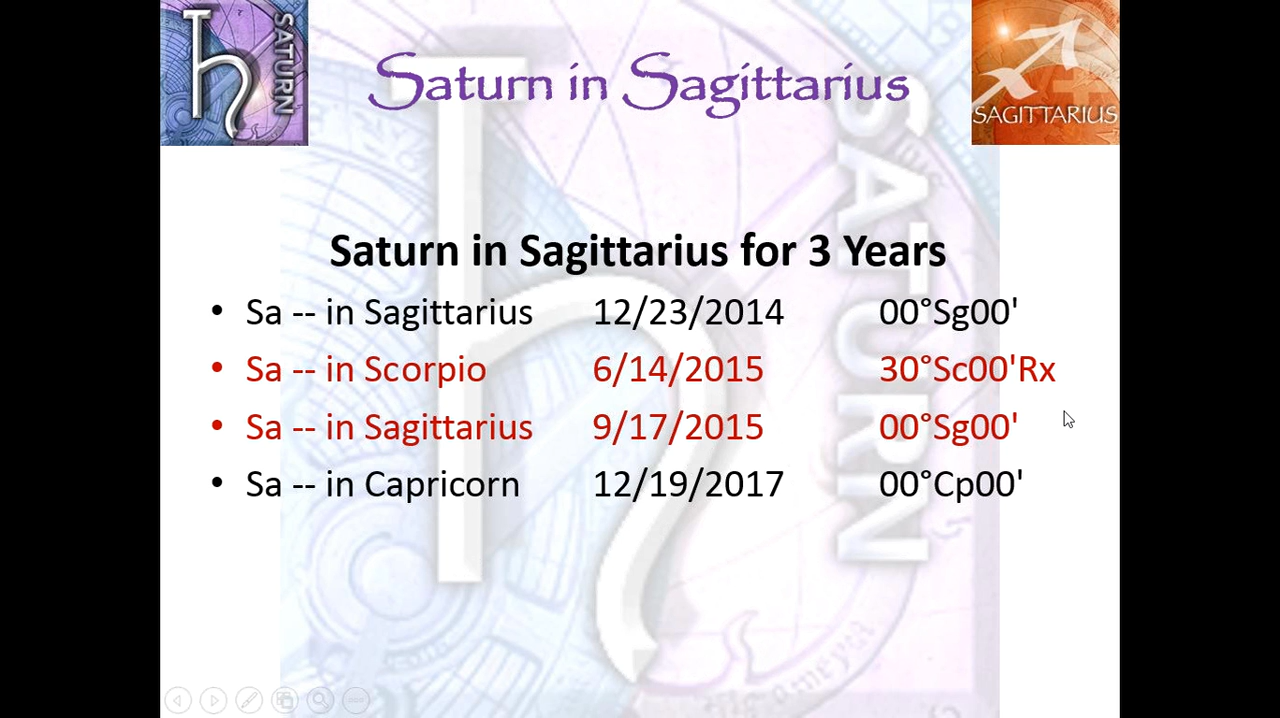 SATURN
Saturn in Sagittarius
SAGITTARIUS
SATURN
Saturn in Sagittarius for 3 Years
• Sa -- in Sagittarius 12/23/2014 00°Sg00'
• Sa -- in Scorpio 6/14/2015 30°Sc00'Rx
• Sa -- in Sagittarius 9/17/2015 00°Sg00'
• Sa -- in Capricorn 12/19/2017 00°Cp00'